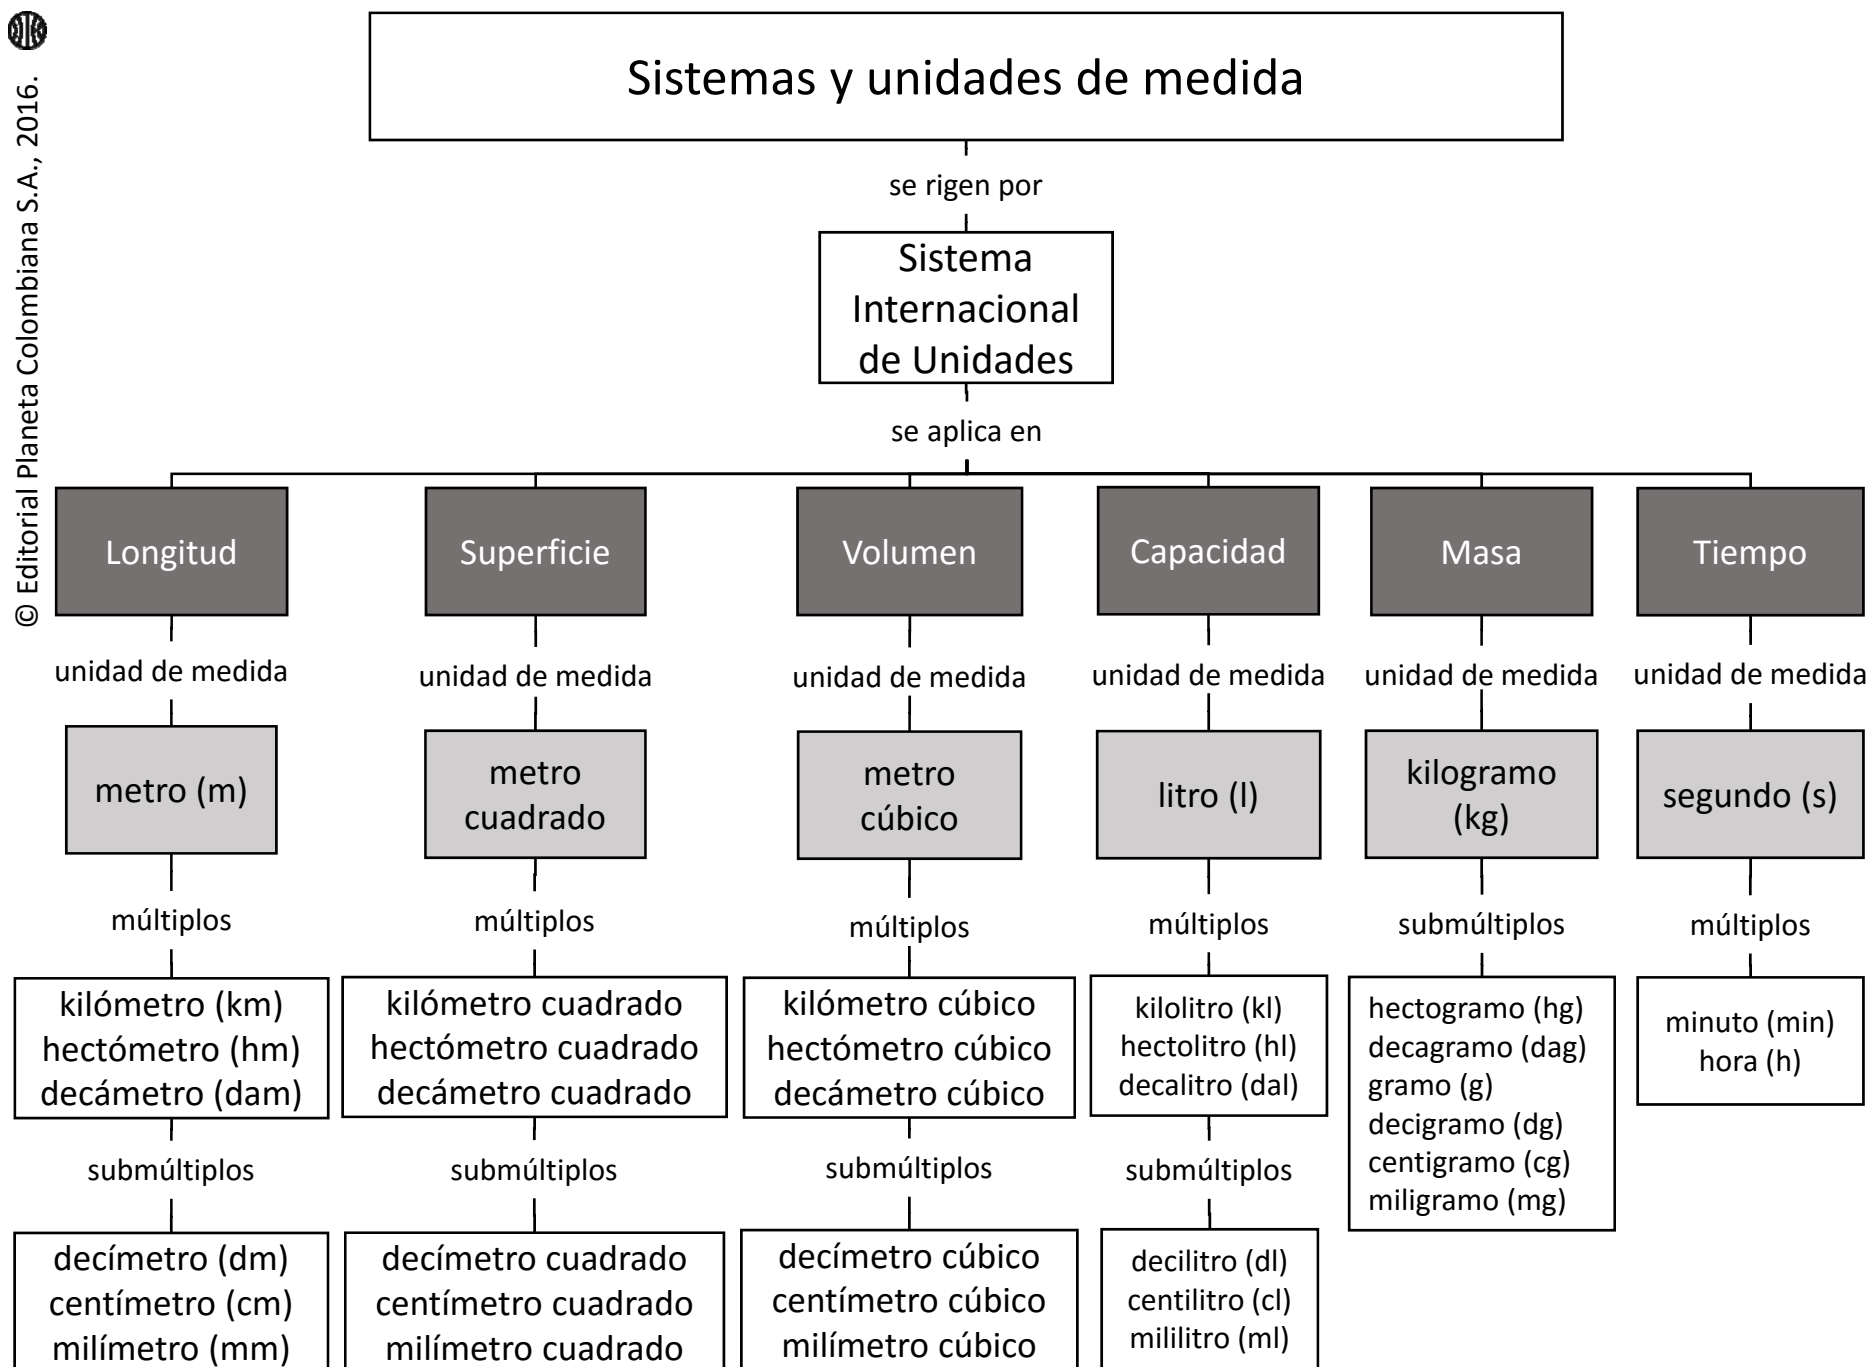 © Editorial Planeta Colombiana S.A., 2016.
Sistemas y unidades de medida
se rigen por
Sistema
Internacional
de Unidades
se aplica en
Longitud
Superficie
Volumen
Capacidad
Masa
Tiempo
unidad de medida
unidad de medida
unidad de medida
unidad de medida
unidad de medida
unidad de medida
metro (m)
metro
cuadrado
metro
cúbico
litro (l)
kilogramo
(kg)
segundo (s)
múltiplos
múltiplos
múltiplos
múltiplos
submúltiplos
múltiplos
kilómetro (km)
hectómetro (hm)
decámetro (dam)
kilómetro cuadrado
hectómetro cuadrado
decámetro cuadrado
kilómetro cúbico
hectómetro cúbico
decámetro cúbico
kilolitro (kl)
hectolitro (hl)
decalitro (dal)
hectogramo (hg)
decagramo (dag)
gramo (g)
decigramo (dg)
centigramo (cg)
miligramo (mg)
minuto (min)
hora (h)
submúltiplos
submúltiplos
submúltiplos
submúltiplos
decímetro (dm)
centímetro (cm)
milímetro (mm)
decímetro cuadrado
centímetro cuadrado
milímetro cuadrado
decímetro cúbico
centímetro cúbico
milímetro cúbico
decilitro (dl)
centilitro (cl)
mililitro (ml)